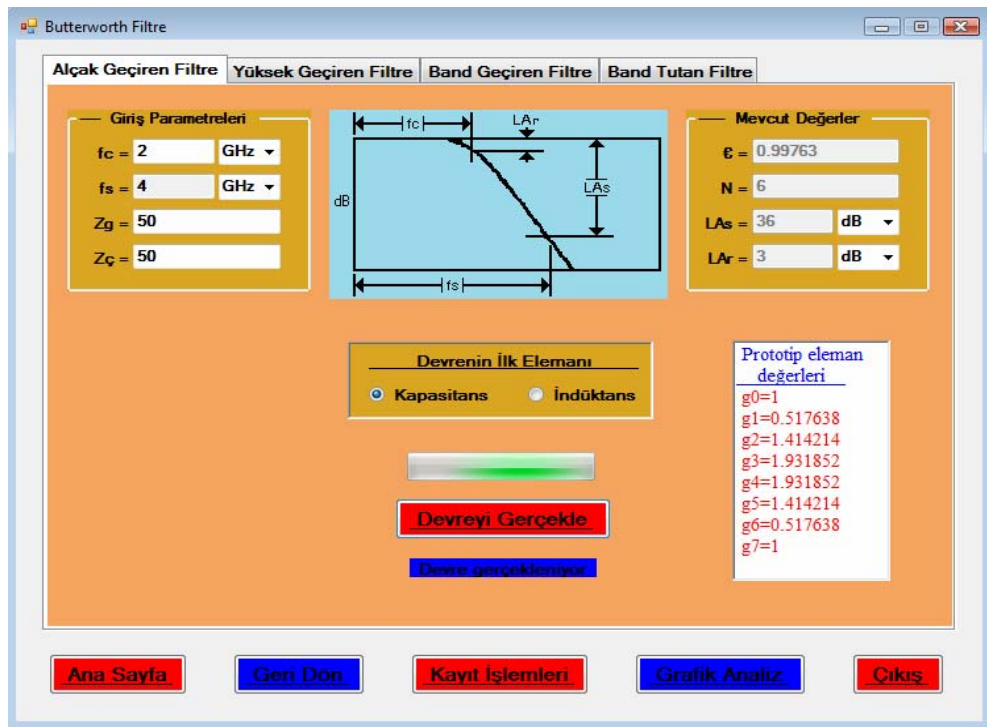 Butterworth Filtre
Alçak Geçiren Filtre Yüksek Geçiren Filtre Band Geçiren Filtre Band Tutan Filtre
Giriş Parametreleri
fc = 2 GHz
fs = 4 GHz
Zg = 50
Zç = 50
fc
LAr
dB
LAs
fs
Mevcut Değerler
€ = 0.99763
N = 6
LAs = 36 dB
LAr = 3 dB
Devrenin İlk Elemanı
Kapasitans İndüktans
Devreyi Gerçekle
Devre gerçekleniyor
Prototip eleman
değerleri
g0=1
g1=0.517638
g2=1.414214
g3=1.931852
g4=1.931852
g5=1.414214
g6=0.517638
g7=1
Ana Sayfa Geri Dön Kayıt İşlemleri Grafik Analiz Çıkış